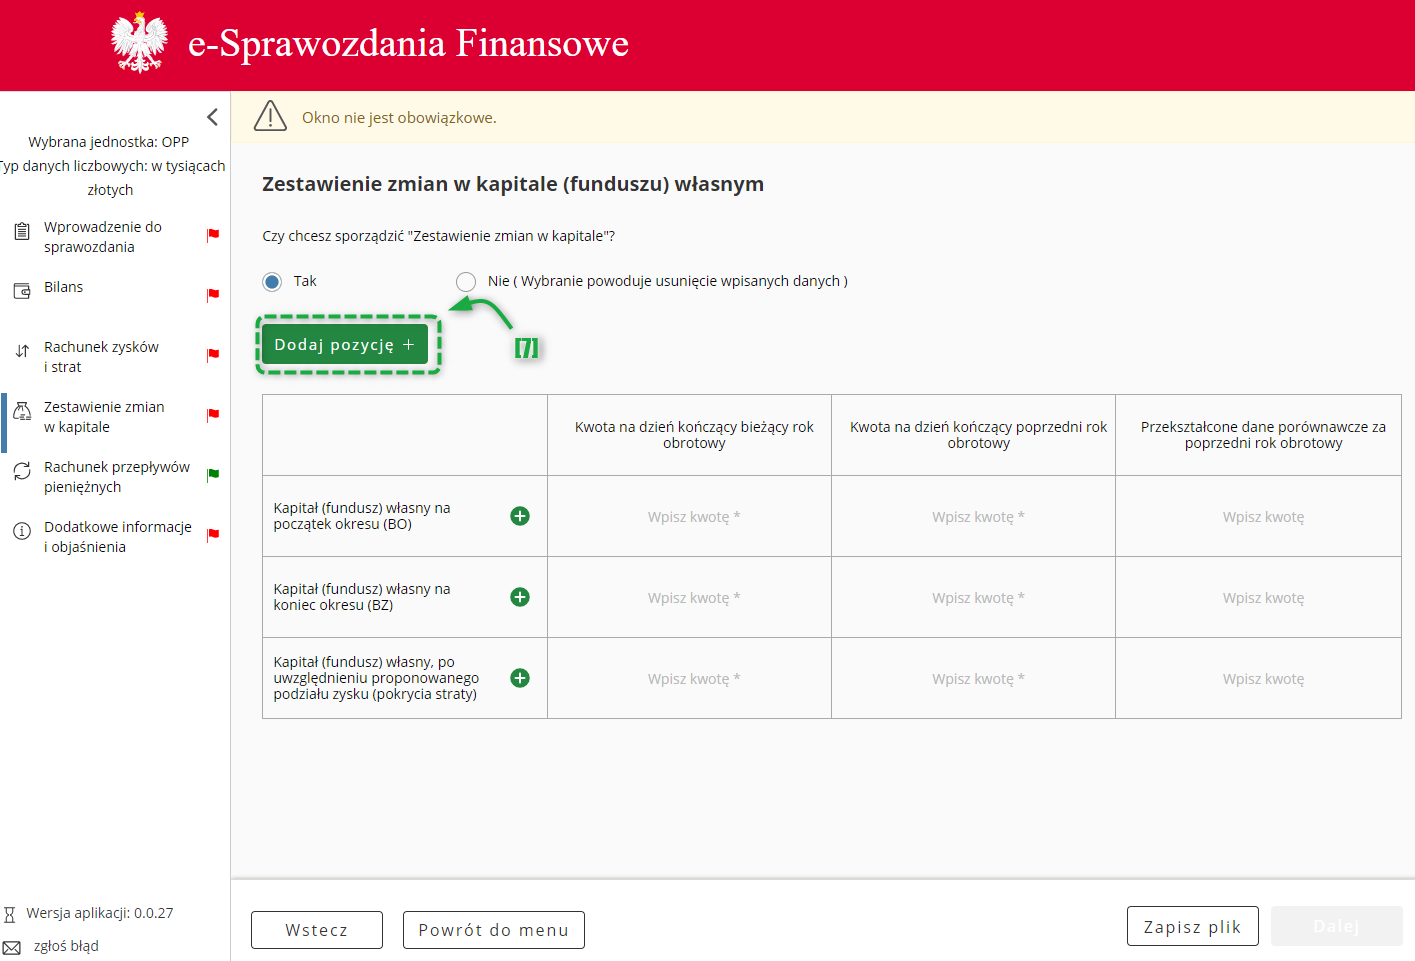 e-Sprawozdania Finansowe
Wybrana jednostka: OPP
Typ danych liczbowych: w tysiącach
złotych
Wprowadzenie do
sprawozdania
Bilans
Rachunek zysków
i strat
Zestawienie zmian
w kapitale
Rachunek przepływów
pieniężnych
Dodatkowe informacje
i objaśnienia
Wersja aplikacji: 0.0.27
zgłoś błąd
Okno nie jest obowiązkowe.
Zestawienie zmian w kapitale (funduszu) własnym
Czy chcesz sporządzić "Zestawienie zmian w kapitale"?
Tak
Nie ( Wybranie powoduje usunięcie wpisanych danych )
Dodaj pozycję +
[7]
Kwota na dzień kończący bieżący rok
obrotowy
Kwota na dzień kończący poprzedni rok
obrotowy
Przekształcone dane porównawcze za
poprzedni rok obrotowy
Kapitał (fundusz) własny na
początek okresu (BO)
Wpisz kwotę *
Wpisz kwotę *
Wpisz kwotę
Kapitał (fundusz) własny na
koniec okresu (BZ)
Wpisz kwotę *
Wpisz kwotę *
Wpisz kwotę
Kapitał (fundusz) własny, po
uwzględnieniu proponowanego
podziału zysku (pokrycia straty)
Wpisz kwotę *
Wpisz kwotę *
Wpisz kwotę
Wstecz
Powrót do menu
Zapisz plik
Dalej